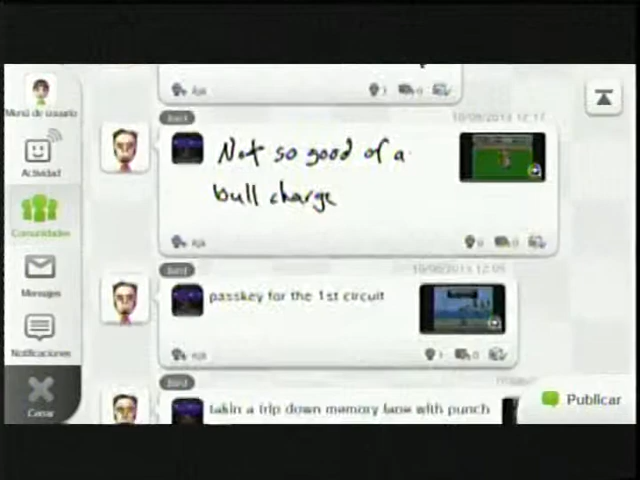 Menú de usuario
Actividad
Comunidades
Mensajes
Notificaciones
Cerrar
Not so good of a
bull charge
passkey for the 1st circuit
takin a trip down memory lane with punch
Publicar